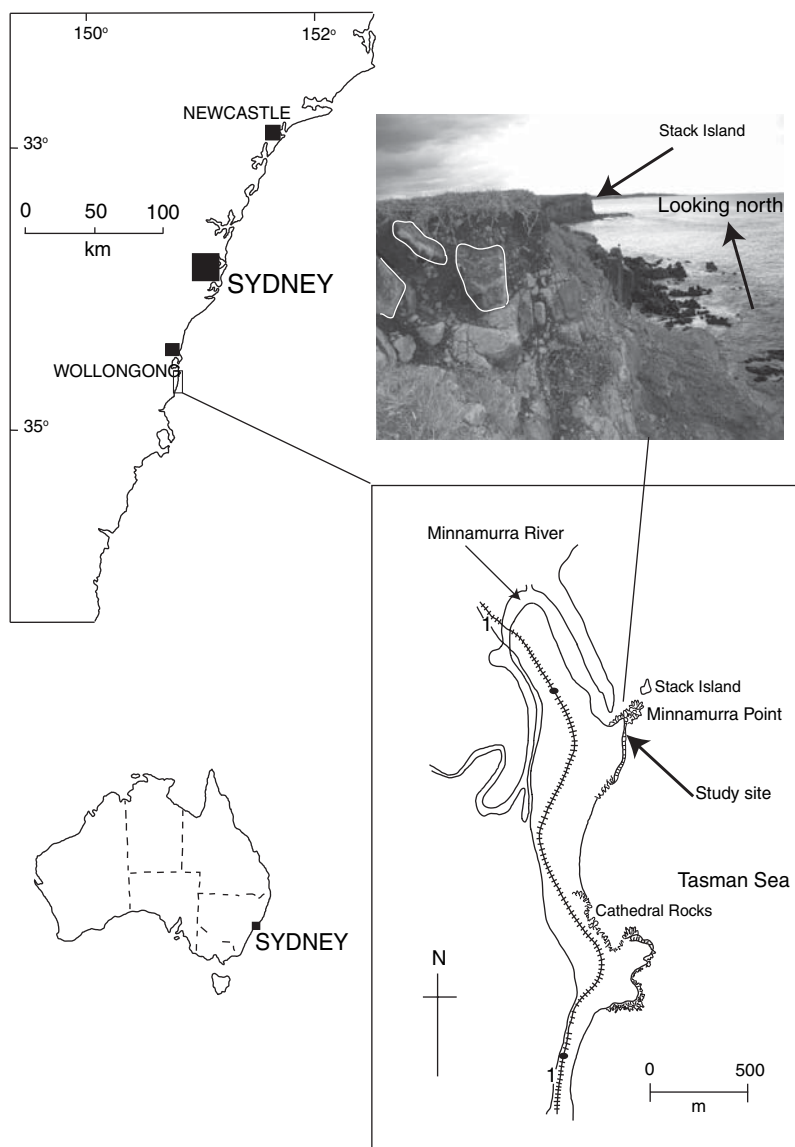 150° 152°
NEWCASTLE
33°
0 50 100
km
SYDNEY
WOLLONGONG
35°
Stack Island
Looking north
Minnamurra River
1
Stack Island
Minnamurra Point
Study site
Tasman Sea
Cathedral Rocks
N
1
0 500
m
SYDNEY